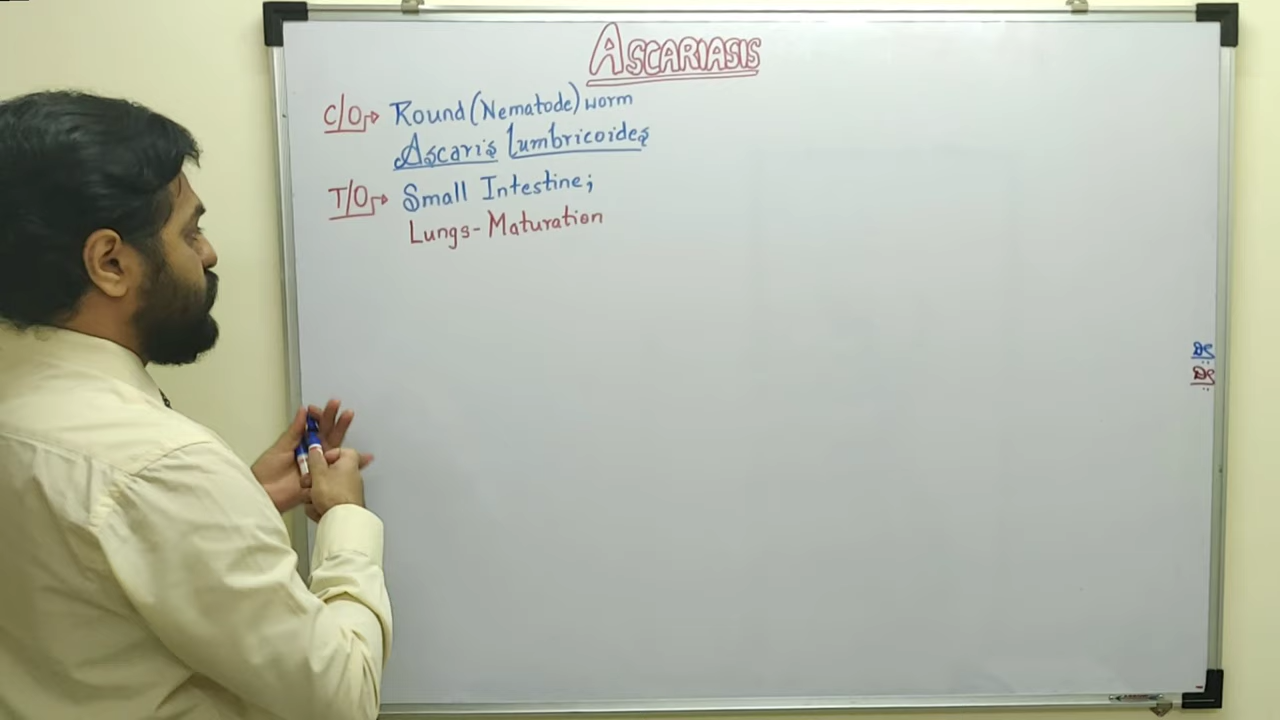 ASCARIASIS
C/O → Round (Nematode) worm
Ascaris Lumbricoides
T/O → Small Intestine;
Lungs - Maturation